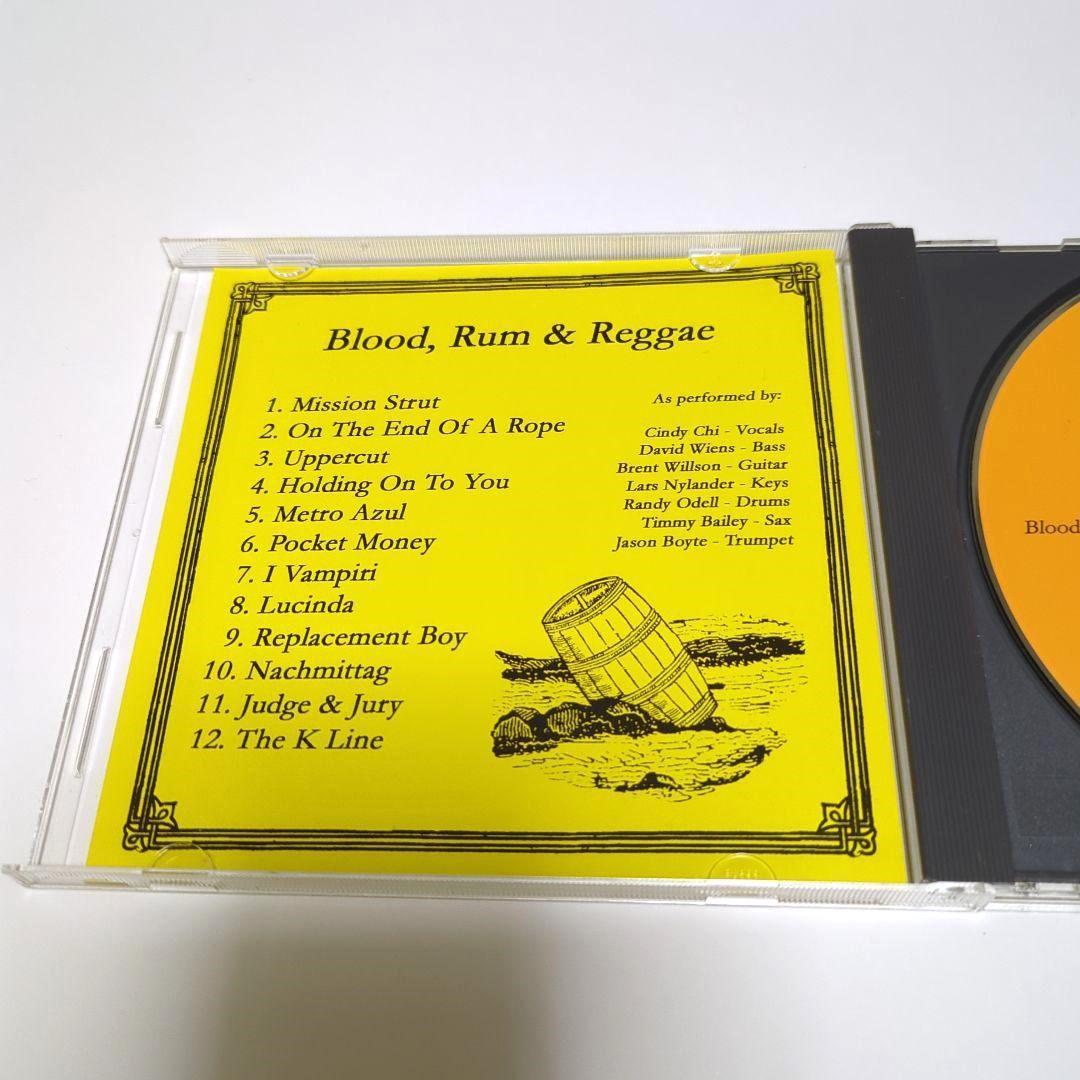 Blood, Rum & Reggae
1. Mission Strut
2. On The End Of A Rope
3. Uppercut
4. Holding On To You
5. Metro Azul
6. Pocket Money
7. I Vampiri
8. Lucinda
9. Replacement Boy
10. Nachmittag
11. Judge & Jury
12. The K Line
As performed by:
Cindy Chi - Vocals
David Wiens - Bass
Brent Willson - Guitar
Lars Nylander - Keys
Randy Odell - Drums
Timmy Bailey - Sax
Jason Boyte - Trumpet
Blood